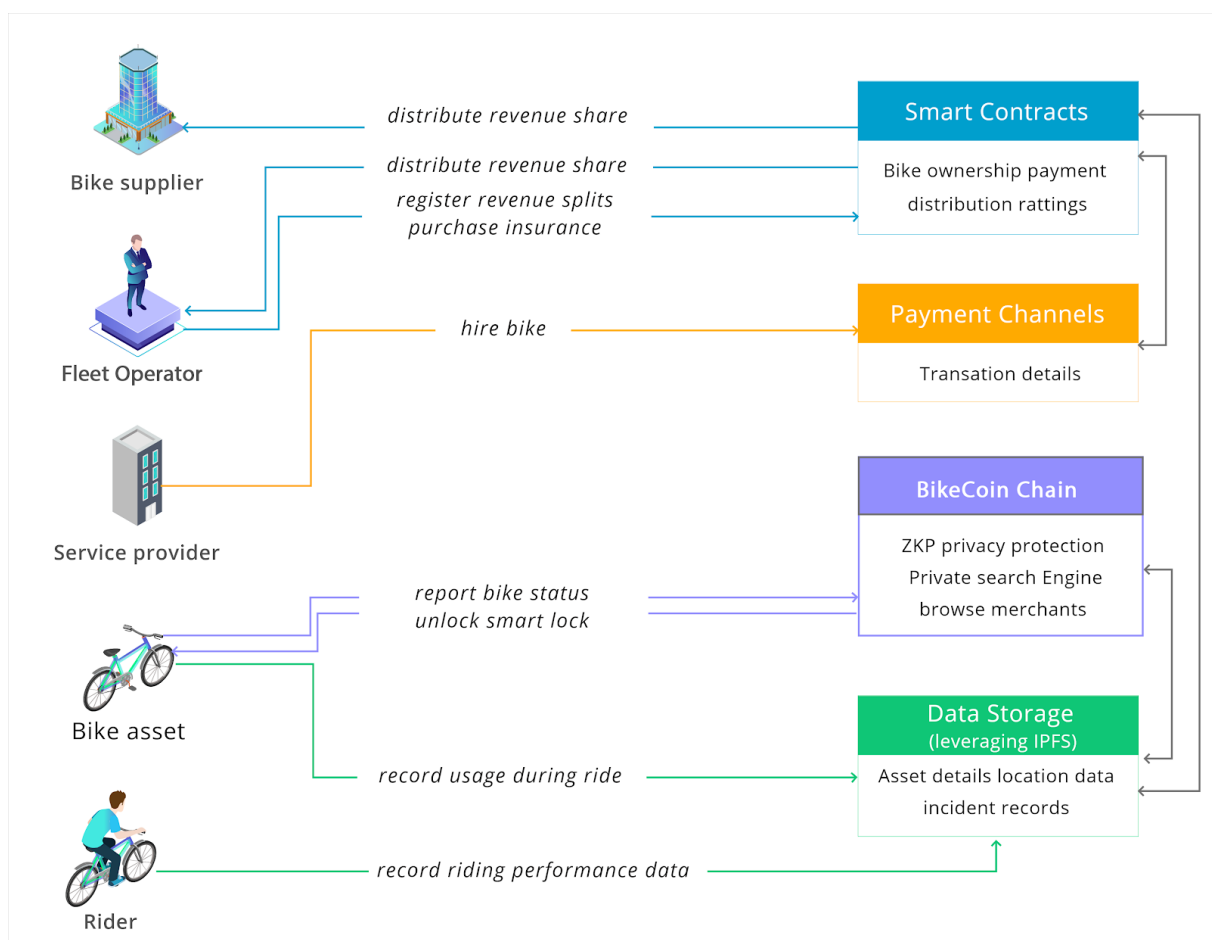 distribute revenue share
Smart Contracts
Bike supplier
distribute revenue share
register revenue splits
purchase insurance
Bike ownership payment
distribution rattings
Fleet Operator
hire bike
Payment Channels
Transation details
Service provider
BikeCoin Chain
ZKP privacy protection
Private search Engine
browse merchants
report bike status
unlock smart lock
Bike asset
Data Storage
(leveraging IPFS)
record usage during ride
Asset details location data
incident records
record riding performance data
Rider